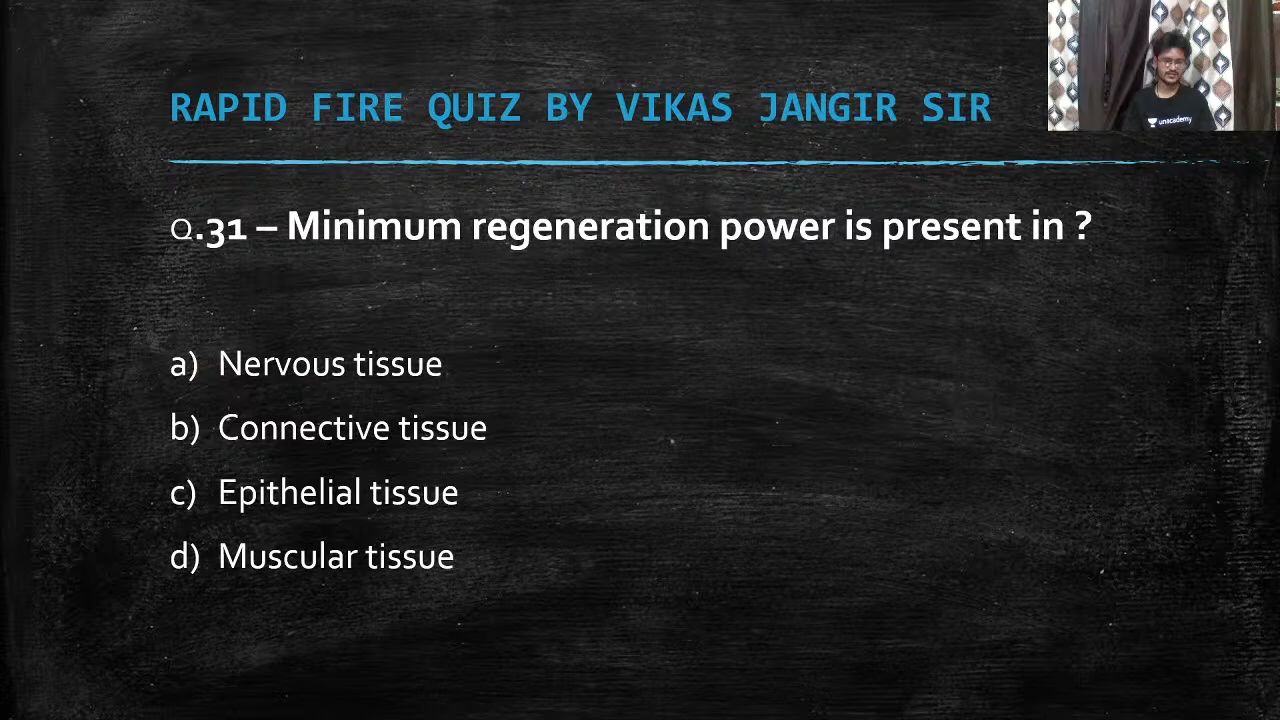 RAPID FIRE QUIZ BY VIKAS JANGIR SIR
Q.31 – Minimum regeneration power is present in ?
a) Nervous tissue
b) Connective tissue
c) Epithelial tissue
d) Muscular tissue
unacademy